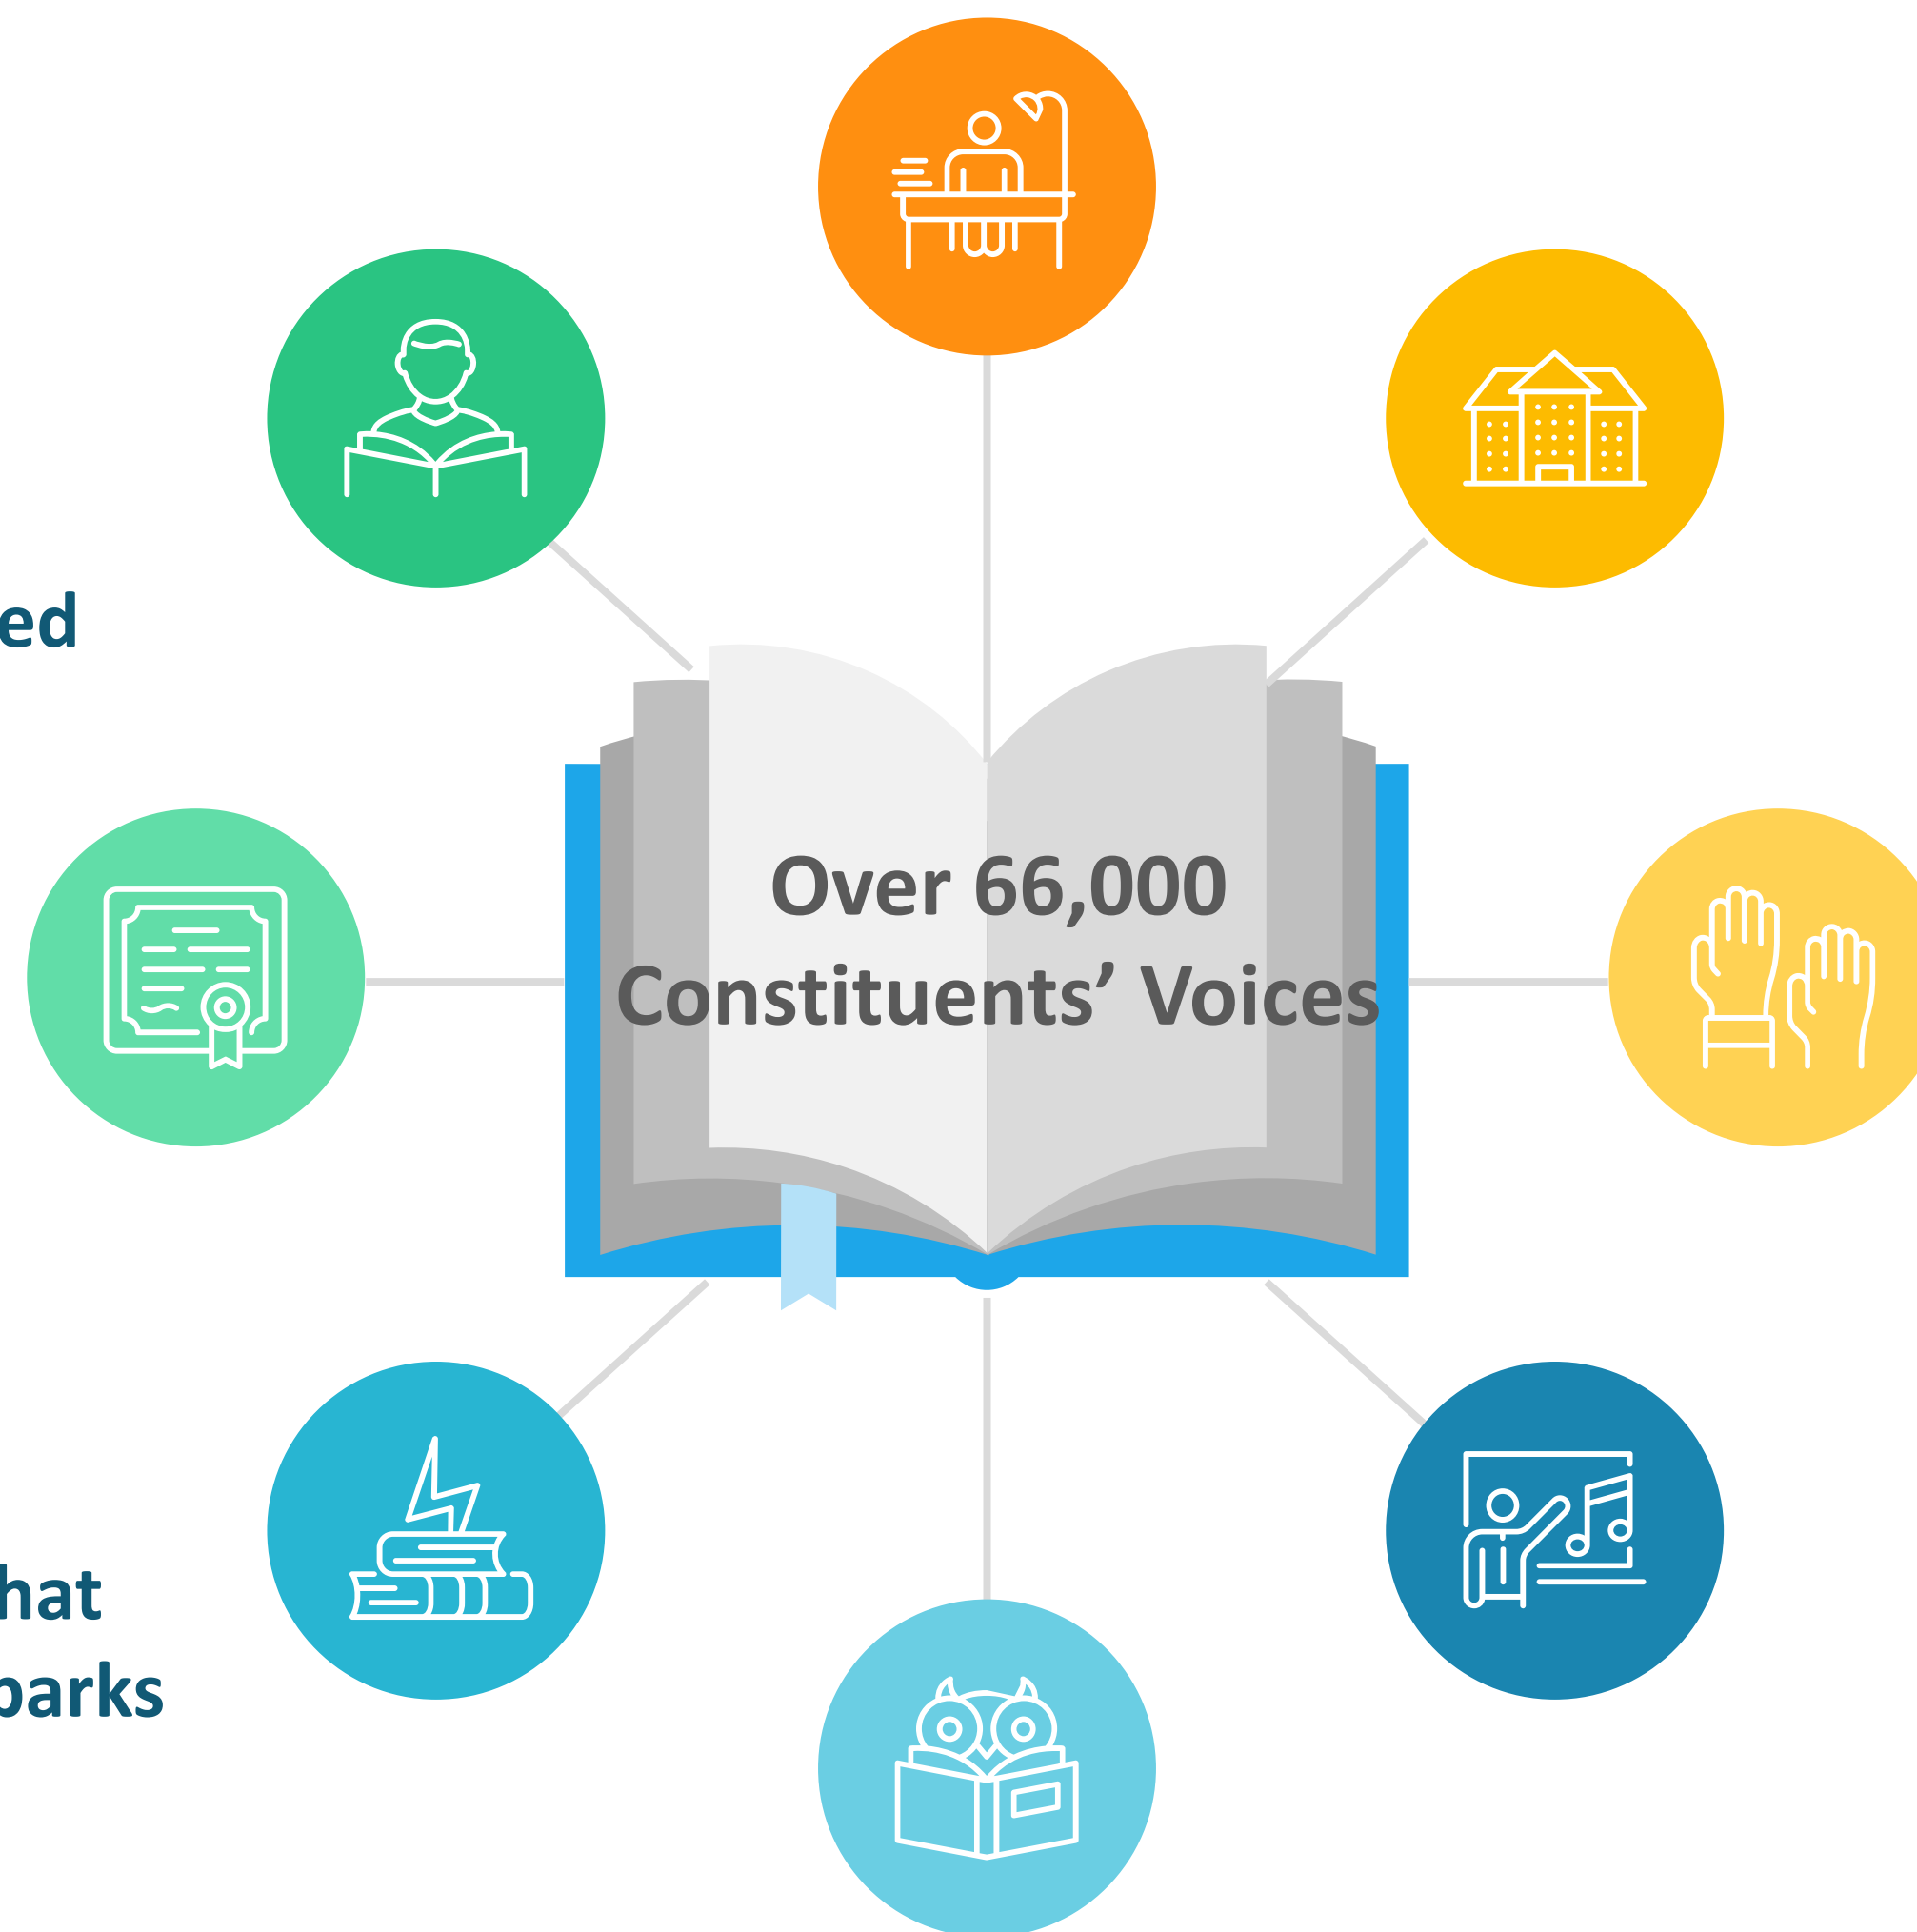 ed
Over 66,000
Constituents’ Voices
hat
parks